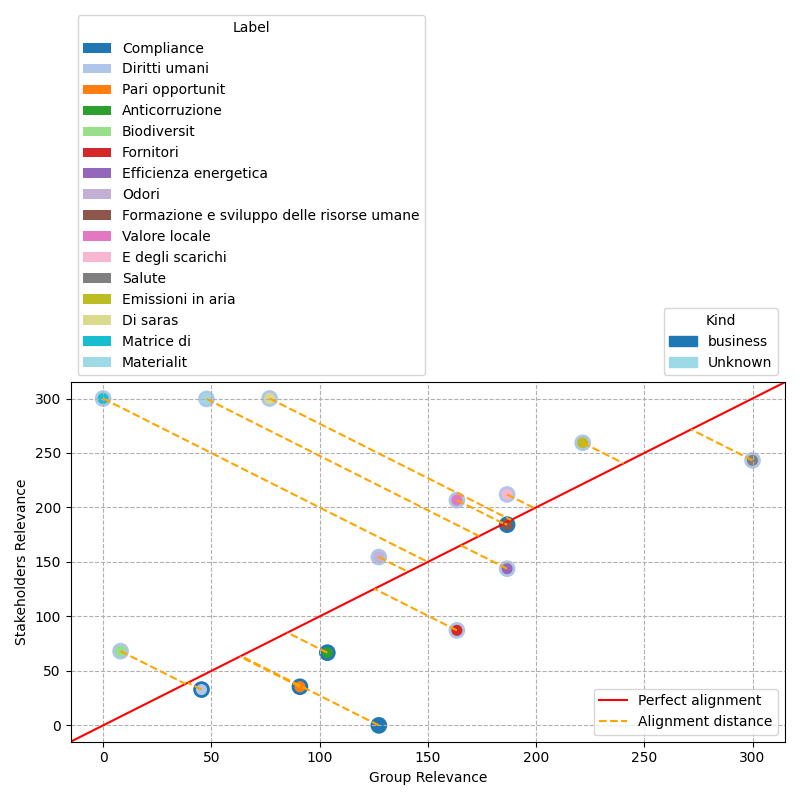 Label
Compliance
Diritti umani
Pari opportunit
Anticorruzione
Biodiversit
Fornitori
Efficienza energetica
Odori
Formazione e sviluppo delle risorse umane
Valore locale
E degli scarichi
Salute
Emissioni in aria
Di saras
Matrice di
Materialit
Kind
business
Unknown
300
250
200
150
100
50
0
Stakeholders Relevance
Perfect alignment
Alignment distance
0 50 100 150 200 250 300
Group Relevance